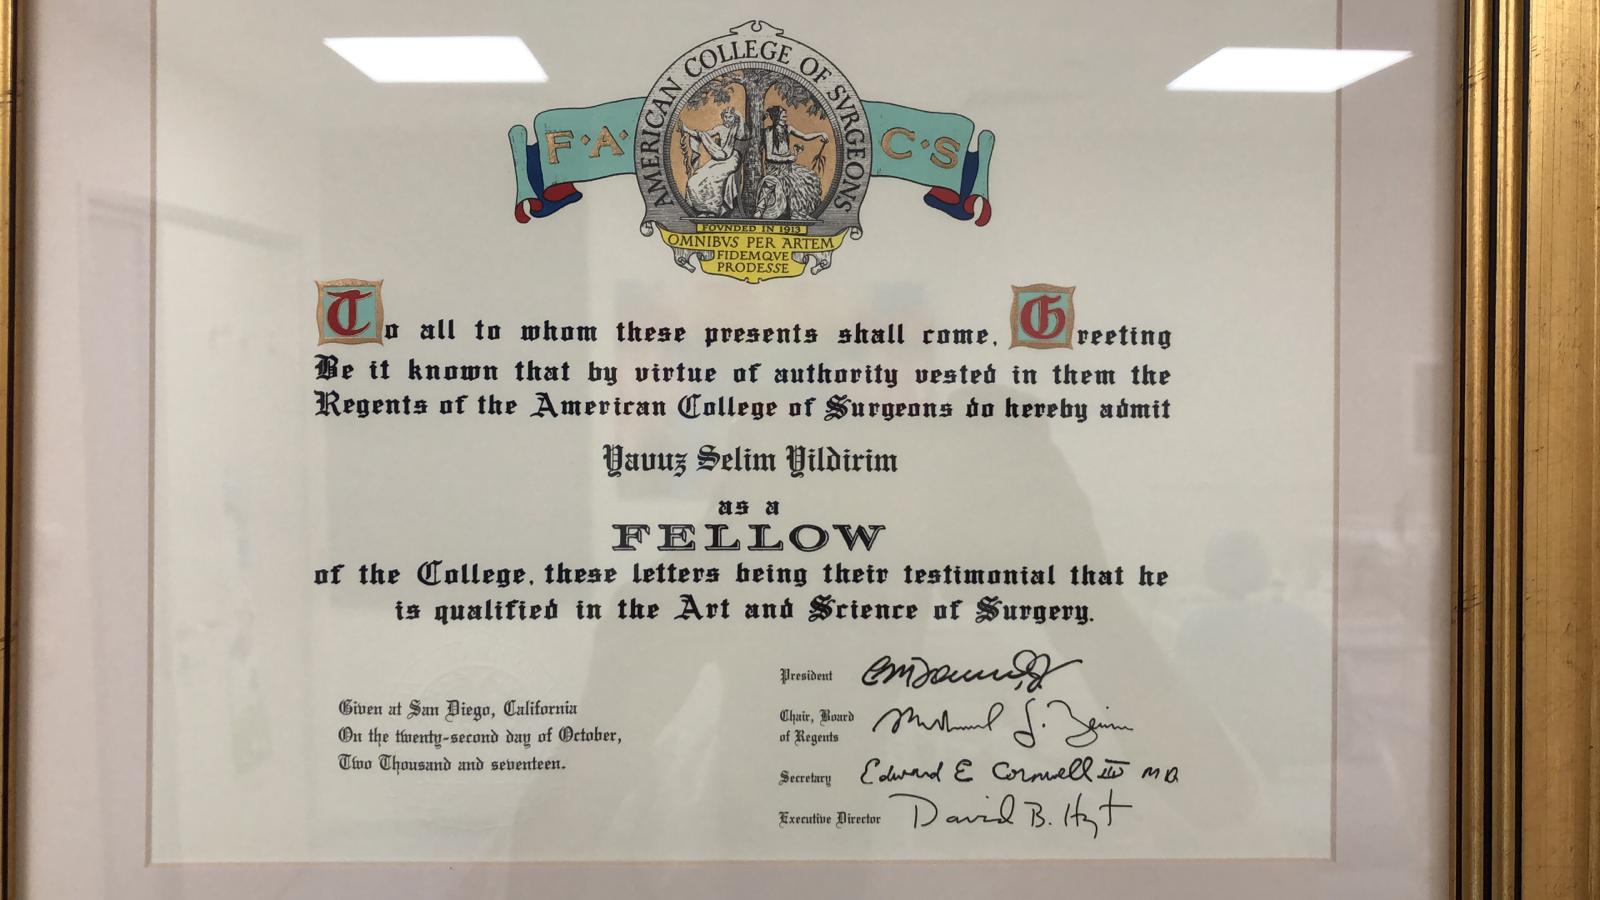 AMERICAN COLLEGE OF SVRGEONS
F·A·C·S
FOVNDED IN 1913
OMNIBVS PER ARTEM
FIDEMQVE
PRODESSE
To all to whom these presents shall come, Greeting
Be it known that by virtue of authority vested in them the
Regents of the American College of Surgeons do hereby admit
Yavuz Selim Yildirim
as a
FELLOW
of the College, these letters being their testimonial that he
is qualified in the Art and Science of Surgery.
Given at San Diego, California
On the twenty-second day of October,
Two Thousand and seventeen.
President
Chair, Board
of Regents
Secretary Edward E Cornwell III MD
Executive Director David B. Hoyt